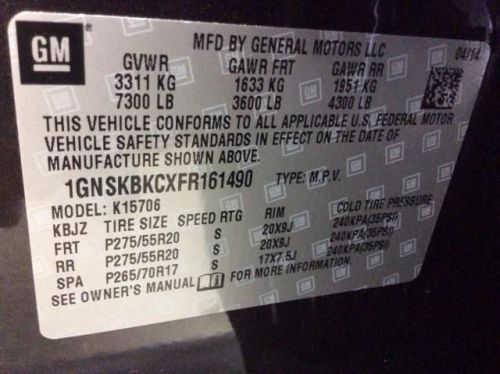 GM
MFD BY GENERAL MOTORS LLC
04/14
GVWR GAWR FRT GAWR RR
3311 KG 1633 KG 1951 KG
7300 LB 3600 LB 4300 LB
THIS VEHICLE CONFORMS TO ALL APPLICABLE U.S. FEDERAL MOTOR
VEHICLE SAFETY STANDARDS IN EFFECT ON THE DATE OF
MANUFACTURE SHOWN ABOVE.
1GNSKBKCXFR161490 TYPE: M.P.V.
MODEL: K15706
KBJZ TIRE SIZE SPEED RTG RIM COLD TIRE PRESSURE
FRT P275/55R20 S 20X9J 240KPA(35PSI)
RR P275/55R20 S 20X9J 240KPA(35PSI)
SPA P265/70R17 S 17X7.5J 240KPA(35PSI)
SEE OWNER'S MANUAL FOR MORE INFORMATION.